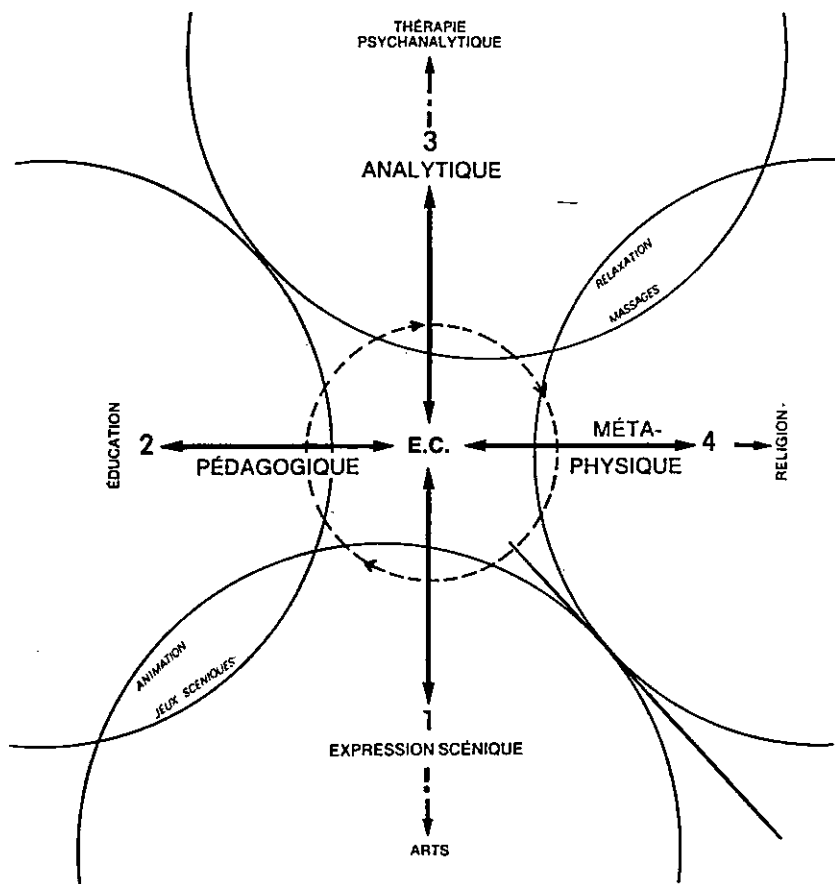 THÉRAPIE
PSYCHANALYTIQUE
3
ANALYTIQUE
RELAXATION
MASSAGES
ÉDUCATION
2
PÉDAGOGIQUE
E.C.
MÉTA-
PHYSIQUE
4
RELIGION
ANIMATION
JEUX SCÉNIQUES
1
EXPRESSION SCÉNIQUE
ARTS